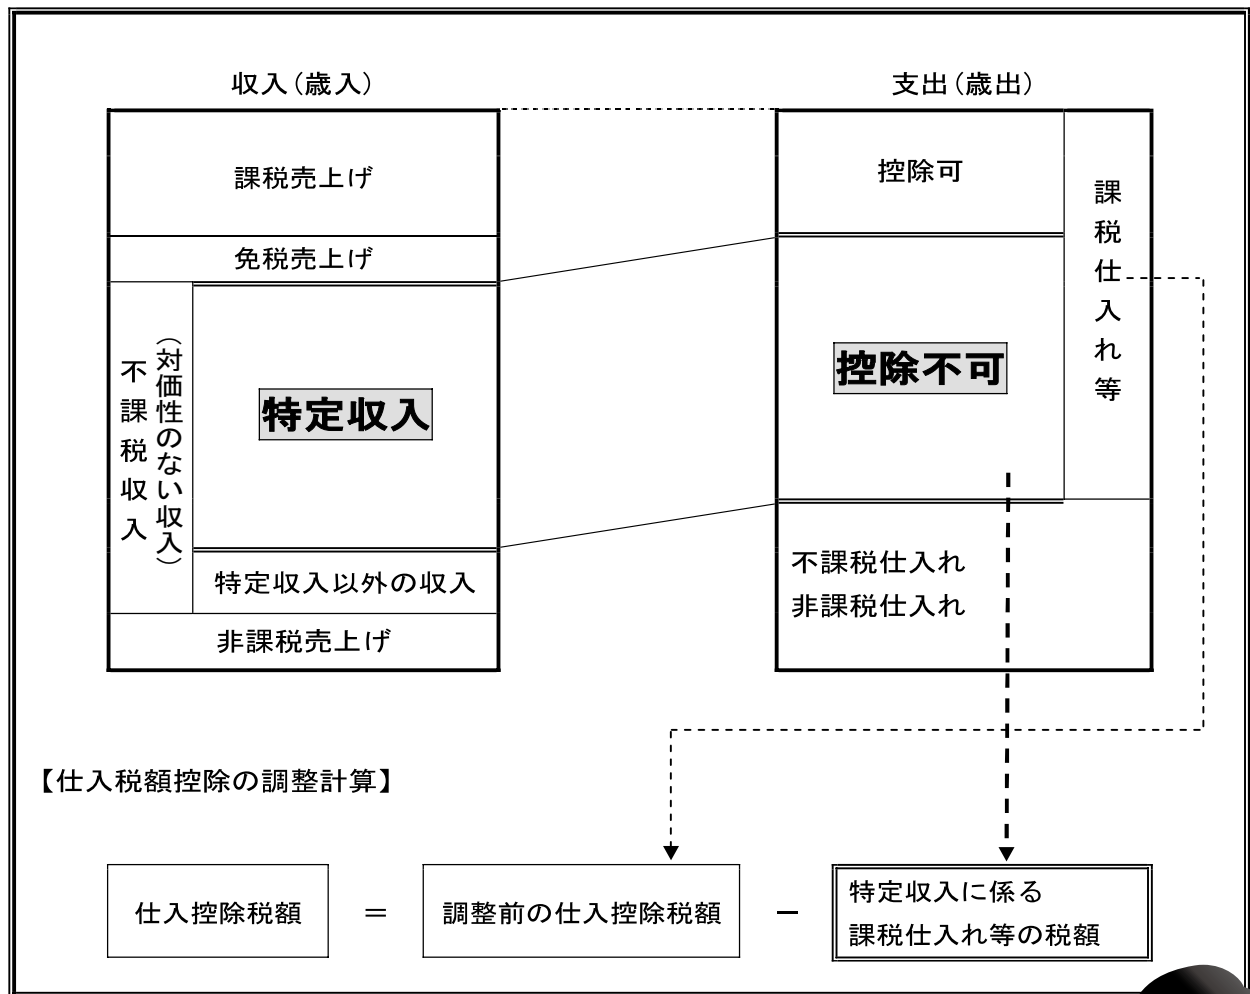 収入(歳入)
課税売上げ
免税売上げ
不課税収入
(対価性のない収入)
特定収入
特定収入以外の収入
非課税売上げ
支出(歳出)
控除可
控除不可
課税仕入れ等
不課税仕入れ
非課税仕入れ
【仕入税額控除の調整計算】
仕入控除税額 = 調整前の仕入控除税額 − 特定収入に係る
課税仕入れ等の税額